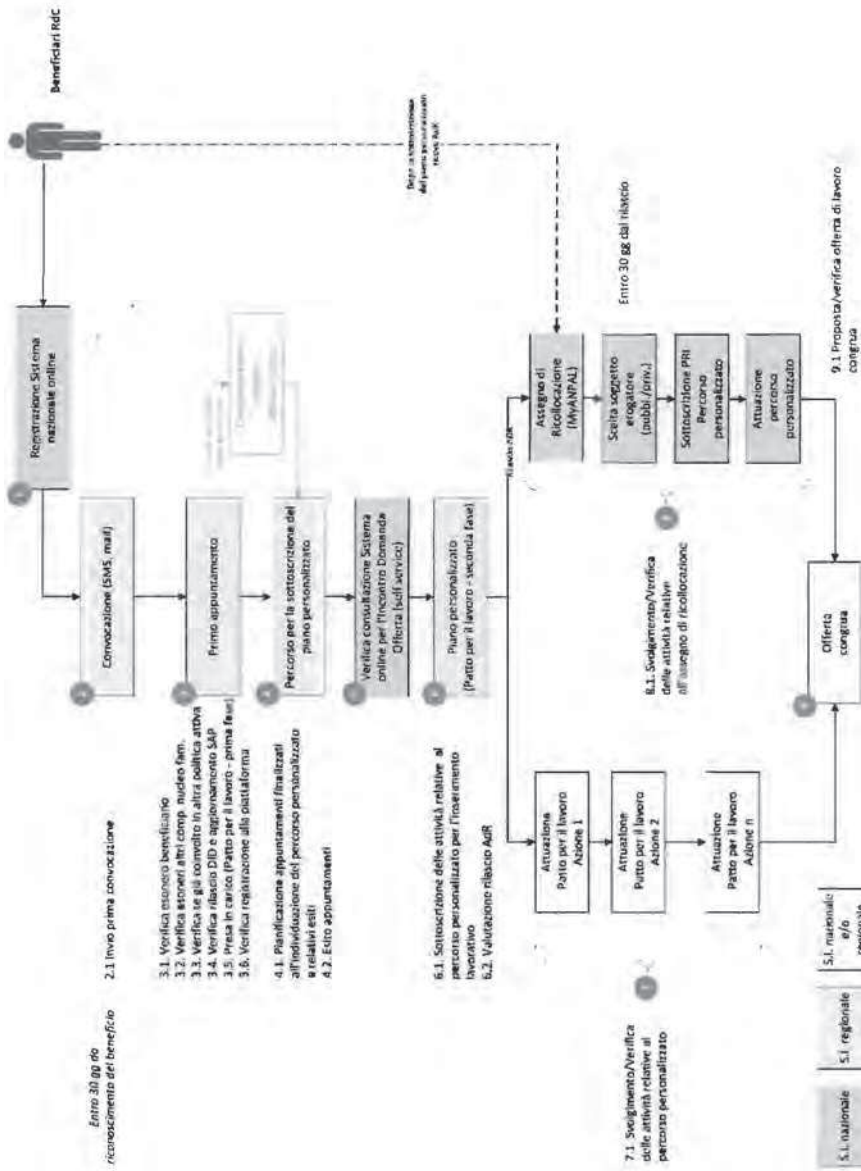 Beneficiari RdC
Registrazione Sistema
nazionale online
Entro 30 gg da
riconoscimento del beneficio
2.1 Invio prima convocazione
Convocazione (SMS, mail)
3.1. Verifica esonero beneficiario
3.2. Verifica esoneri altri comp. nucleo fam.
3.3. Verifica se già coinvolto in altra politica attiva
3.4. Verifica rilascio DID e aggiornamento SAP
3.5. Presa in carico (Patto per il lavoro - prima fase)
3.6. Verifica registrazione alla piattaforma
Primo appuntamento
4.1. Pianificazione appuntamenti finalizzati
all'individuazione del percorso personalizzato
e relativi esiti
4.2. Esito appuntamenti
Percorso per la sottoscrizione del
piano personalizzato
Verifica consultazione Sistema
online per l'Incontro Domanda
Offerta (self service)
6.1. Sottoscrizione delle attività relative al
percorso personalizzato per l'inserimento
lavorativo
6.2. Valutazione rilascio AdR
Piano personalizzato
(Patto per il lavoro - seconda fase)
Dopo la sottoscrizione
del piano personalizzato
riceve AdR
Rilascio ADR
Assegno di
Ricollocazione
(MyANPAL)
Entro 30 gg dal rilascio
Scelta soggetto
erogatore
(pubbl./priv.)
Sottoscrizione PRI
Percorso
personalizzato
Attuazione
percorso
personalizzato
8.1. Svolgimento/Verifica
delle attività relative
all'assegno di ricollocazione
7.1 Svolgimento/Verifica
delle attività relative al
percorso personalizzato
Attuazione
Patto per il lavoro
Azione 1
Attuazione
Patto per il lavoro
Azione 2
Attuazione
Patto per il lavoro
Azione n
Offerta
congrua
9.1 Proposta/verifica offerta di lavoro
congrua
S.I. nazionale
S.I. regionale
S.I. nazionale
e/o
regionale